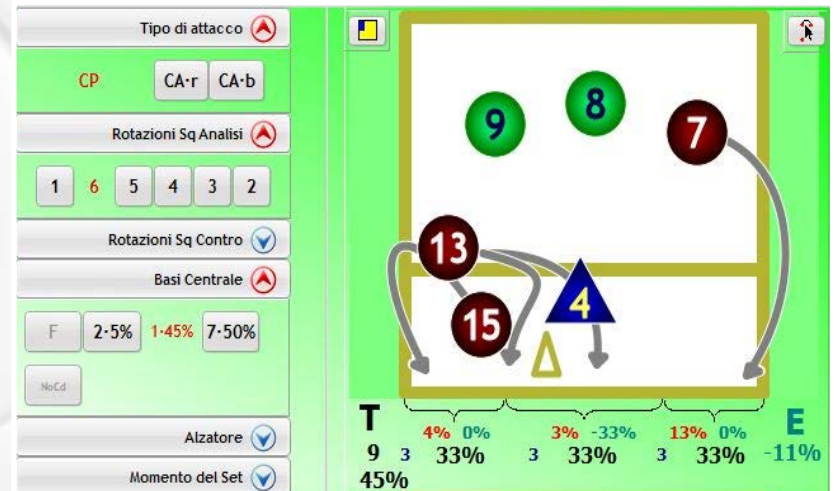 Tipo di attacco
CP CA·r CA·b
Rotazioni Sq Analisi
1 6 5 4 3 2
Rotazioni Sq Contro
Basi Centrale
F 2·5% 1·45% 7·50%
NoCd
Alzatore
Momento del Set
9 8 7
13
15 4
T 4% 0% 3% -33% 13% 0% E
9 3 33% 3 33% 3 33% -11%
45%